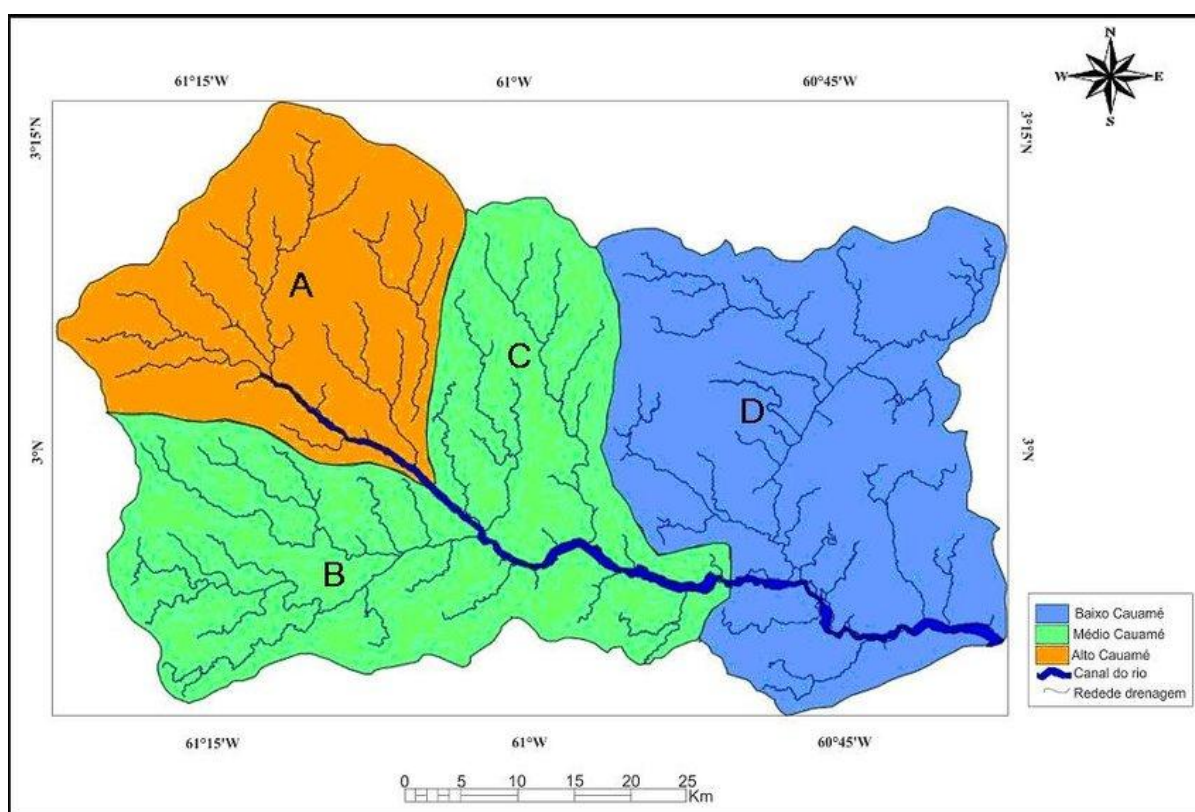 N
W E
S
61°15'W 61°W 60°45'W
3°15'N 3°15'N
A
C
D
3°N 3°N
B
Baixo Cauamé
Médio Cauamé
Alto Cauamé
Canal do rio
Redede drenagem
61°15'W 61°W 60°45'W
0 5 10 15 20 25
Km